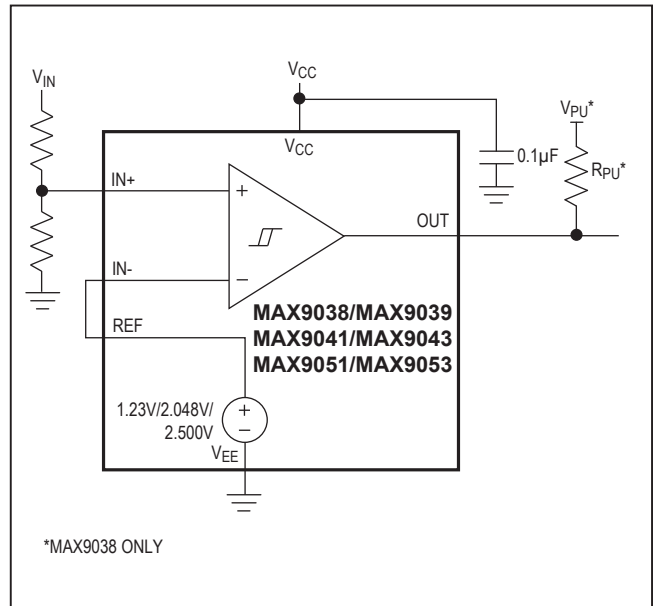 V_IN
V_CC
V_CC
0.1µF
V_PU*
R_PU*
IN+
+
OUT
IN-
−
REF
MAX9038/MAX9039
MAX9041/MAX9043
MAX9051/MAX9053
1.23V/2.048V/
2.500V
+
−
V_EE
*MAX9038 ONLY